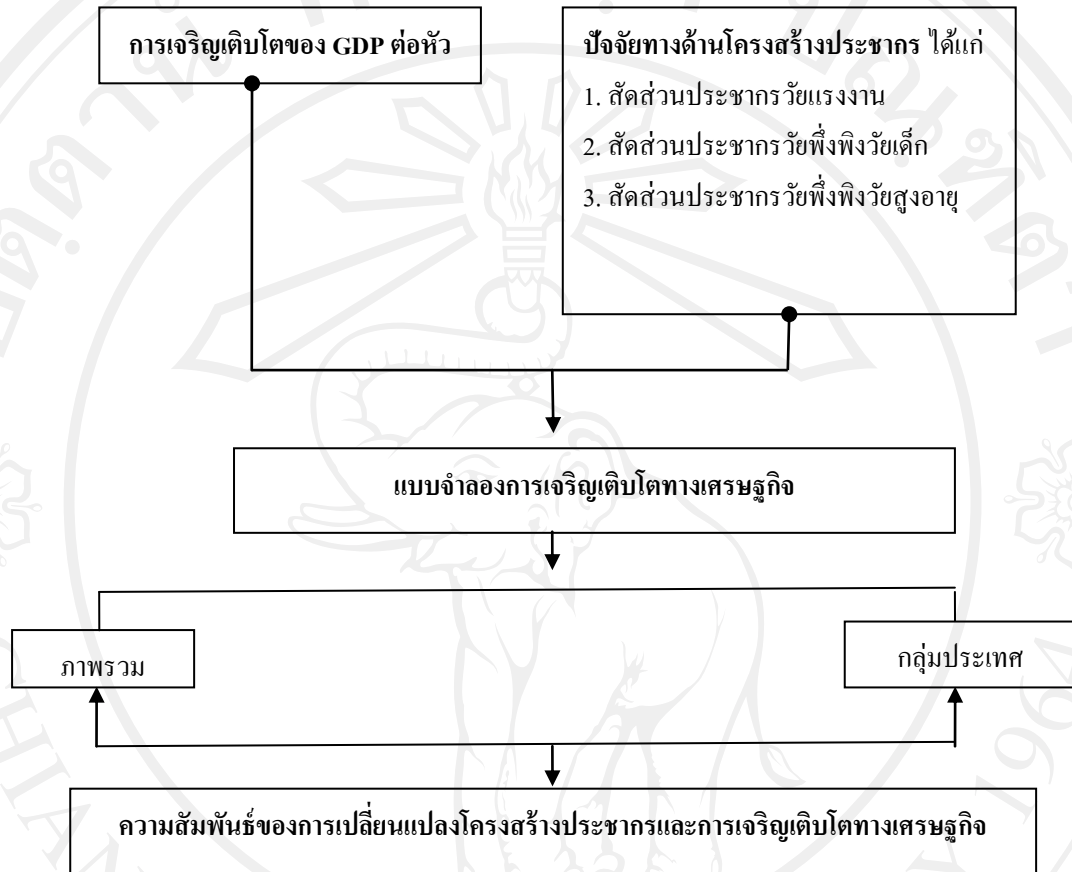 การเจริญเติบโตของ GDP ต่อหัว
ปัจจัยทางด้านโครงสร้างประชากร ได้แก่
1. สัดส่วนประชากรวัยแรงงาน
2. สัดส่วนประชากรวัยพึ่งพิงวัยเด็ก
3. สัดส่วนประชากรวัยพึ่งพิงวัยสูงอายุ
แบบจำลองการเจริญเติบโตทางเศรษฐกิจ
ภาพรวม
กลุ่มประเทศ
ความสัมพันธ์ของการเปลี่ยนแปลงโครงสร้างประชากรและการเจริญเติบโตทางเศรษฐกิจ
1964